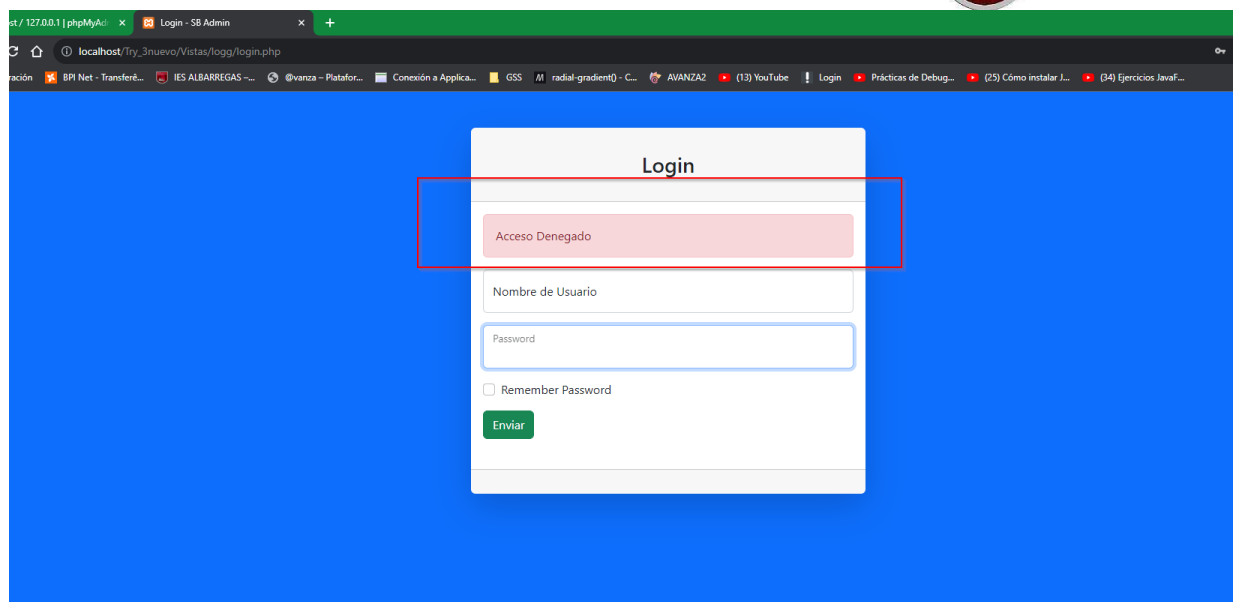 st / 127.0.0.1 | phpMyAd
Login - SB Admin
localhost/Try_3nuevo/Vistas/logg/login.php
ración BPI Net - Transferê... IES ALBARREGAS –... @vanza – Platafor... Conexión a Applica... GSS radial-gradient() - C... AVANZA2 (13) YouTube Login Prácticas de Debug... (25) Cómo instalar J... (34) Ejercicios JavaF...
Login
Acceso Denegado
Nombre de Usuario
Password
Remember Password
Enviar